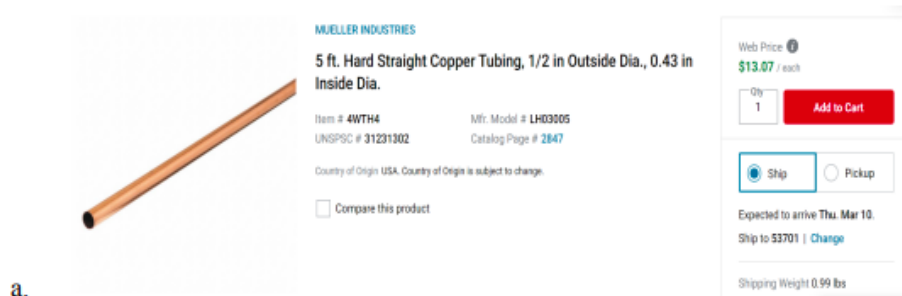 MUELLER INDUSTRIES
5 ft. Hard Straight Copper Tubing, 1/2 in Outside Dia., 0.43 in
Inside Dia.
Item # 4WTH4
Mfr. Model # LH03005
UNSPSC # 31231302
Catalog Page # 2847
Country of Origin USA. Country of Origin is subject to change.
Compare this product
Web Price
$13.07 / each
Qty
1
Add to Cart
Ship
Pickup
Expected to arrive Thu. Mar 10.
Ship to 53701 | Change
Shipping Weight 0.99 lbs
a.